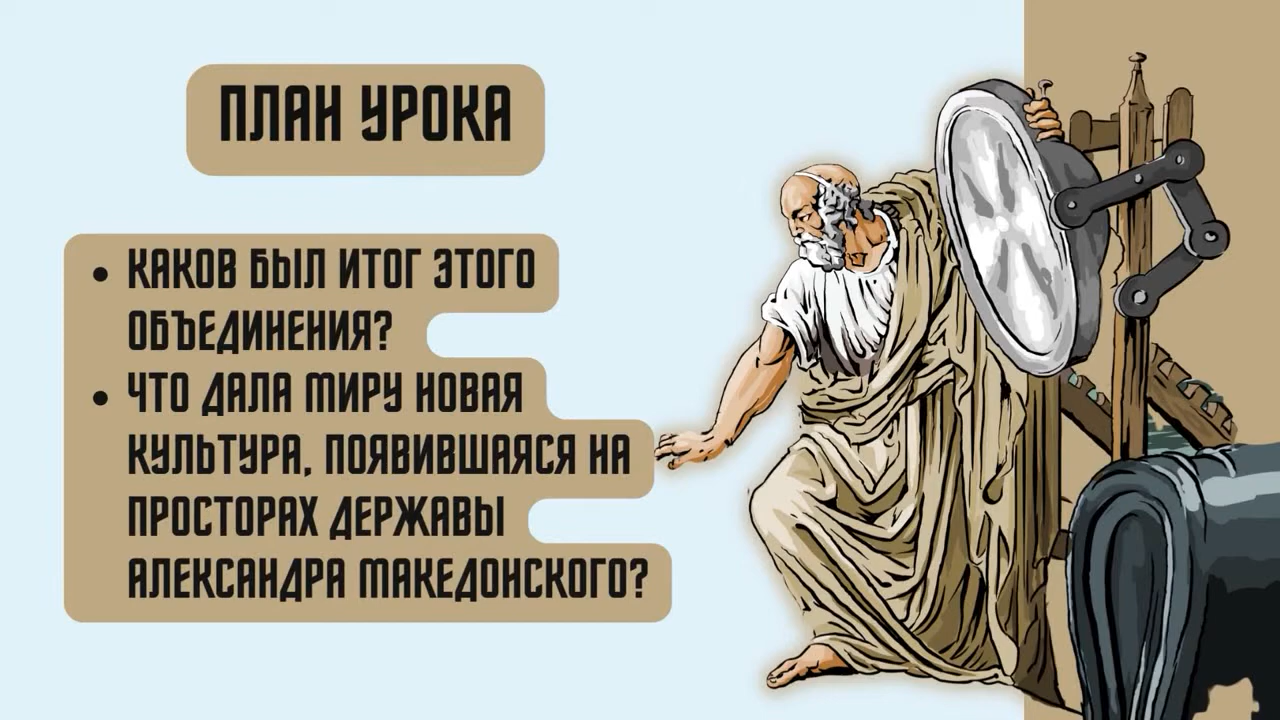 ПЛАН УРОКА
• КАКОВ БЫЛ ИТОГ ЭТОГО
ОБЪЕДИНЕНИЯ?
• ЧТО ДАЛА МИРУ НОВАЯ
КУЛЬТУРА, ПОЯВИВШАЯСЯ НА
ПРОСТОРАХ ДЕРЖАВЫ
АЛЕКСАНДРА МАКЕДОНСКОГО?